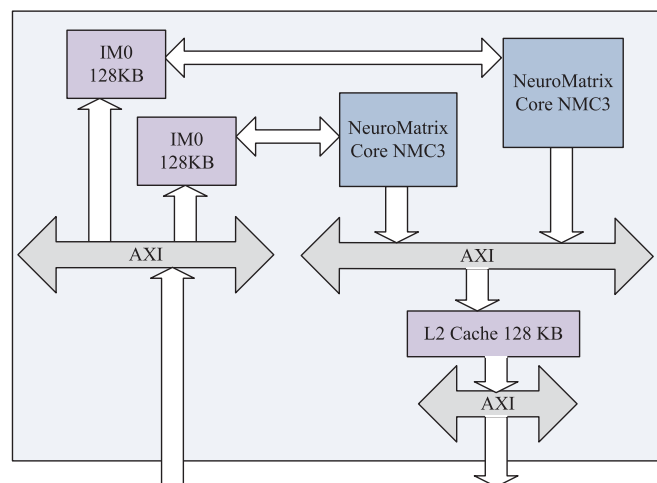 IM0
128KB
NeuroMatrix
Core NMC3
IM0
128KB
NeuroMatrix
Core NMC3
AXI
AXI
L2 Cache 128 KB
AXI